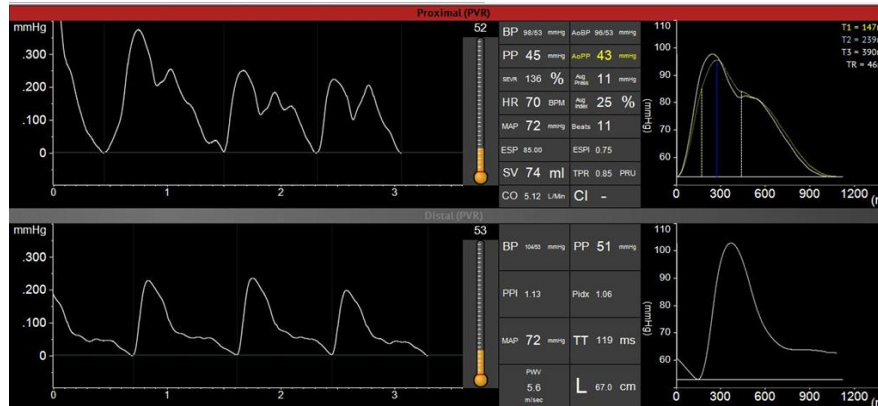 Proximal (PVR)
mmHg
.300
.200
.100
0
0 1 2 3
52
BP 98/53 mmHg AoBP 96/53 mmHg
PP 45 mmHg AoPP 43 mmHg
SEVR 136 % Aug Press 11 mmHg
HR 70 BPM Aug Index 25 %
MAP 72 mmHg Beats 11
ESP 85.00 ESPI 0.75
SV 74 ml TPR 0.85 PRU
CO 5.12 L/Min CI -
T1 = 147
T2 = 239
T3 = 390
TR = 46
110
100
90
80
70
60
(mmHg)
0 300 600 900 1200
Distal (PVR)
mmHg
.300
.200
.100
0
0 1 2 3
53
BP 104/53 mmHg PP 51 mmHg
PPI 1.13 Pidx 1.06
MAP 72 mmHg TT 119 ms
PWV 5.6 m/sec L 67.0 cm
110
100
90
80
70
60
(mmHg)
0 300 600 900 1200